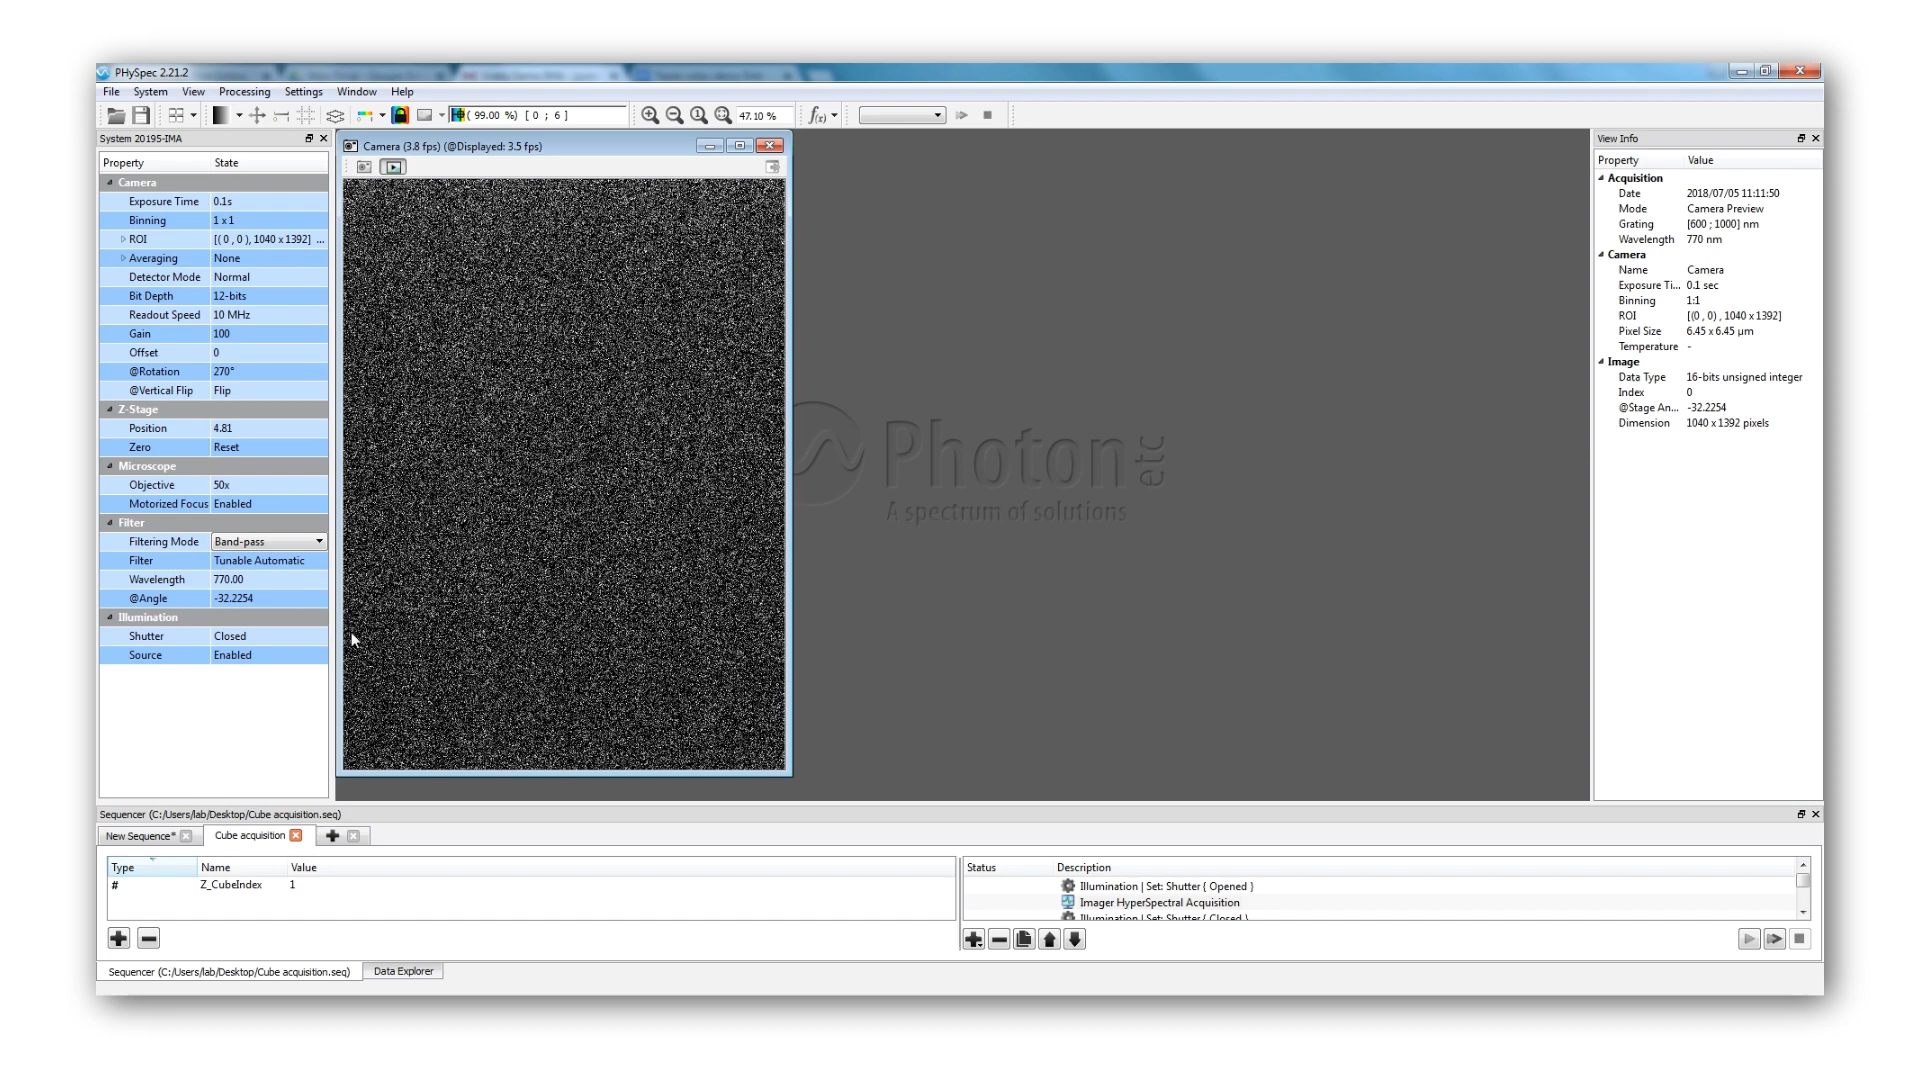 PHySpec 2.21.2
File System View Processing Settings Window Help
( 99.00 %) [ 0 ; 6 ] 47.10 % f(x)
System 20195-IMA
Property State
Camera
Exposure Time 0.1s
Binning 1 x 1
ROI [( 0 , 0 ), 1040 x 1392] ...
Averaging None
Detector Mode Normal
Bit Depth 12-bits
Readout Speed 10 MHz
Gain 100
Offset 0
@Rotation 270°
@Vertical Flip Flip
Z-Stage
Position 4.81
Zero Reset
Microscope
Objective 50x
Motorized Focus Enabled
Filter
Filtering Mode Band-pass
Filter Tunable Automatic
Wavelength 770.00
@Angle -32.2254
Illumination
Shutter Closed
Source Enabled
Camera (3.8 fps) (@Displayed: 3.5 fps)
Photon etc
A spectrum of solutions
View Info
Property Value
Acquisition
Date 2018/07/05 11:11:50
Mode Camera Preview
Grating [600 ; 1000] nm
Wavelength 770 nm
Camera
Name Camera
Exposure Ti... 0.1 sec
Binning 1:1
ROI [(0 , 0) , 1040 x 1392]
Pixel Size 6.45 x 6.45 µm
Temperature -
Image
Data Type 16-bits unsigned integer
Index 0
@Stage An... -32.2254
Dimension 1040 x 1392 pixels
Sequencer (C:/Users/lab/Desktop/Cube acquisition.seq)
New Sequence* Cube acquisition
Type Name Value
# Z_CubeIndex 1
Status Description
Illumination | Set: Shutter { Opened }
Imager HyperSpectral Acquisition
Illumination | Set: Shutter { Closed }
Sequencer (C:/Users/lab/Desktop/Cube acquisition.seq) Data Explorer